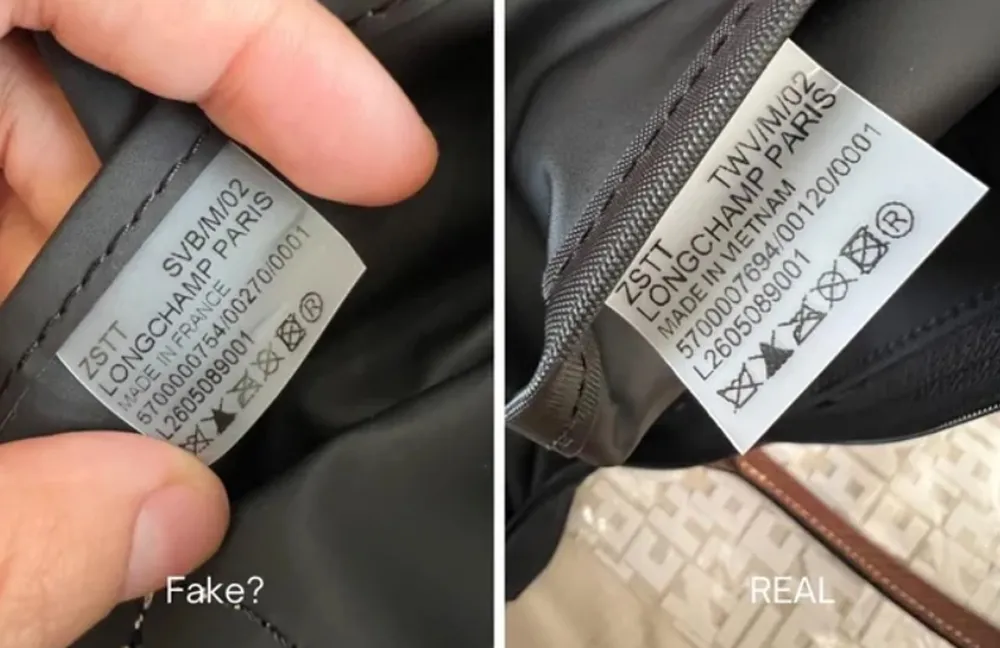 ZSTT SVB/M/02
LONGCHAMP PARIS
MADE IN FRANCE
5700000754/00270/0001
L2605089001
®
Fake?
ZSTT TWV/M/02
LONGCHAMP PARIS
MADE IN VIETNAM
5700007694/00120/0001
L2605089001
®
REAL